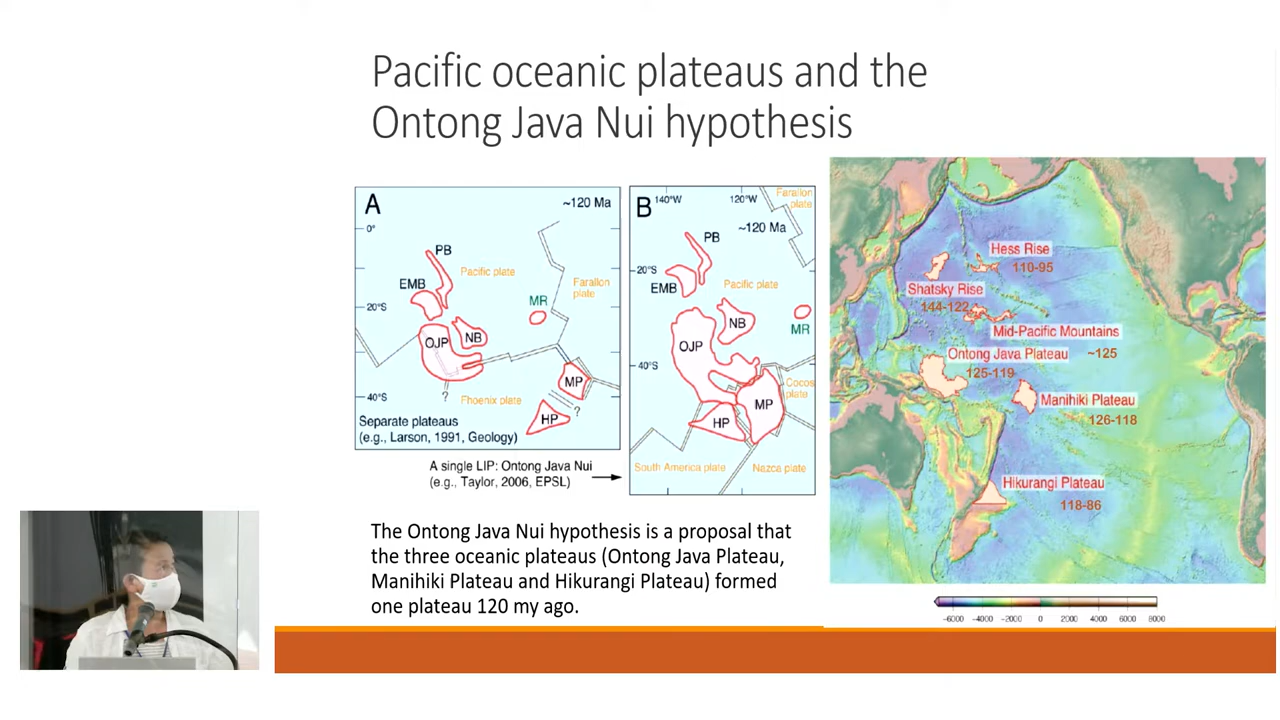 Pacific oceanic plateaus and the
Ontong Java Nui hypothesis
A
~120 Ma
0°
PB
Pacific plate
EMB
Farallon
plate
MR
20°S
OJP
NB
MP
40°S
?
Fhoenix plate
?
HP
Separate plateaus
(e.g., Larson, 1991, Geology)
B
140°W
120°W
Farallon
plate
PB
~120 Ma
20°S
EMB
Pacific plate
NB
MR
OJP
40°S
Cocos
plate
MP
HP
South America plate
Nazca plate
A single LIP: Ontong Java Nui
(e.g., Taylor, 2006, EPSL)
Hess Rise
110-95
Shatsky Rise
144-122
Mid-Pacific Mountains
~125
Ontong Java Plateau
125-119
Manihiki Plateau
126-118
Hikurangi Plateau
118-86
-6000 -4000 -2000 0 2000 4000 6000 8000
The Ontong Java Nui hypothesis is a proposal that
the three oceanic plateaus (Ontong Java Plateau,
Manihiki Plateau and Hikurangi Plateau) formed
one plateau 120 my ago.